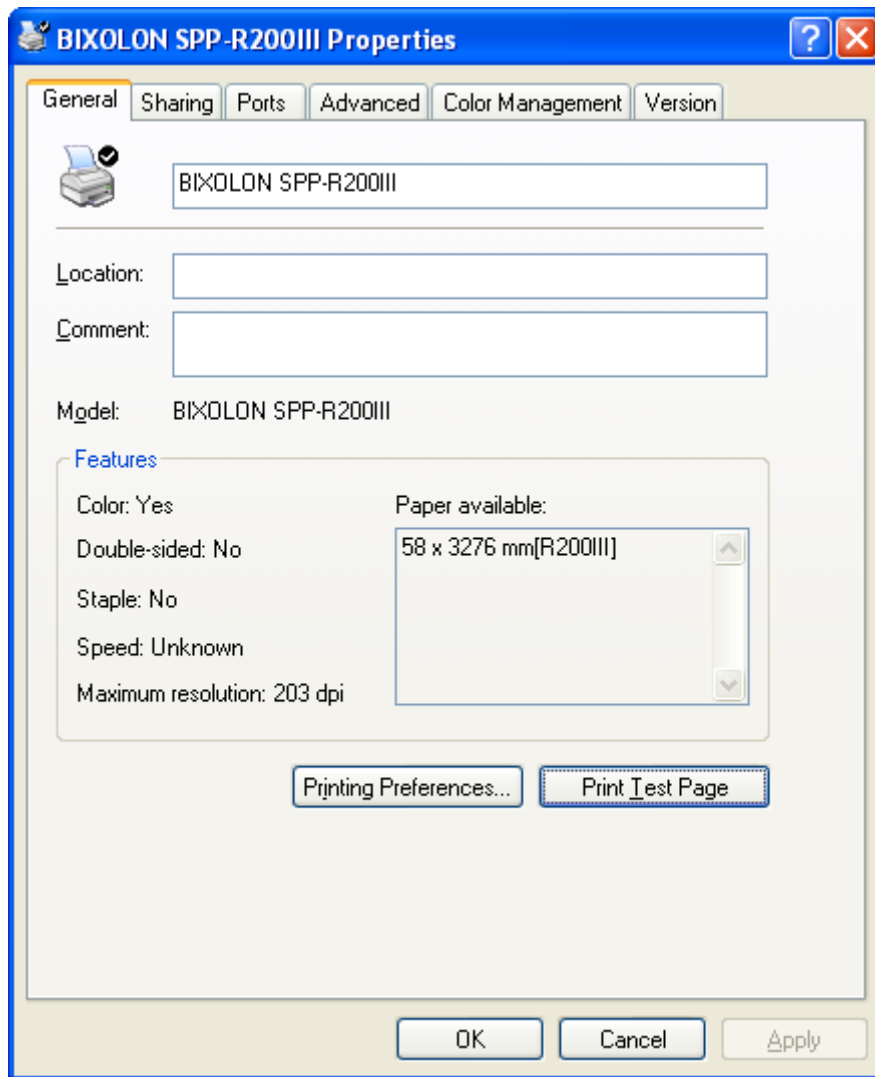 BIXOLON SPP-R200III Properties
General Sharing Ports Advanced Color Management Version
BIXOLON SPP-R200III
Location:
Comment:
Model: BIXOLON SPP-R200III
Features
Color: Yes Paper available:
Double-sided: No 58 x 3276 mm[R200III]
Staple: No
Speed: Unknown
Maximum resolution: 203 dpi
Printing Preferences... Print Test Page
OK Cancel Apply